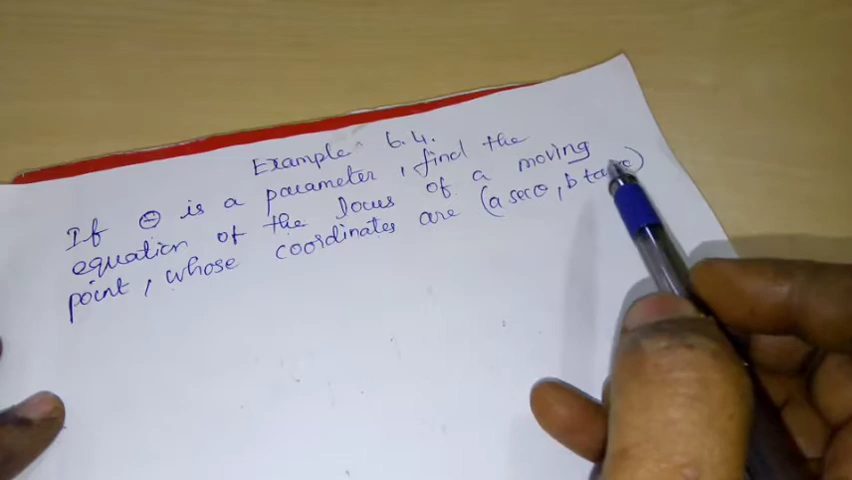 Example 6.4.
If θ is a parameter, find the
equation of the locus of a moving
point, whose coordinates are (a secθ, b tanθ)